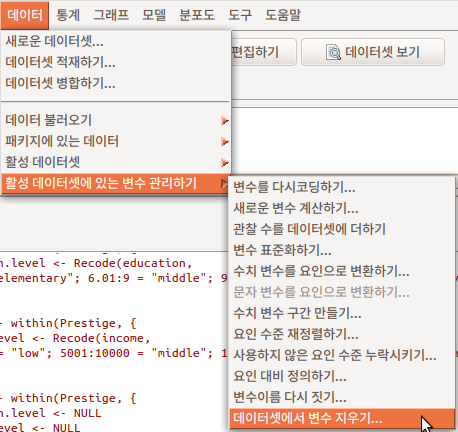 데이터 통계 그래프 모델 분포도 도구 도움말
새로운 데이터셋...
데이터셋 적재하기...
데이터셋 병합하기...
편집하기
데이터셋 보기
데이터 불러오기
패키지에 있는 데이터
활성 데이터셋
활성 데이터셋에 있는 변수 관리하기
변수를 다시코딩하기...
새로운 변수 계산하기...
관찰 수를 데이터셋에 더하기
변수 표준화하기...
수치 변수를 요인으로 변환하기...
문자 변수를 요인으로 변환하기...
수치 변수 구간 만들기...
요인 수준 재정렬하기...
사용하지 않은 요인 수준 누락시키기...
요인 대비 정의하기...
변수이름 다시 짓기...
데이터셋에서 변수 지우기...
n.level <- Recode(education,
elementary"; 6.01:9 = "middle"; 9
<- within(Prestige, {
level <- Recode(income,
= "low"; 5001:10000 = "middle"; 1
<- within(Prestige, {
n.level <- NULL
level <- NULL